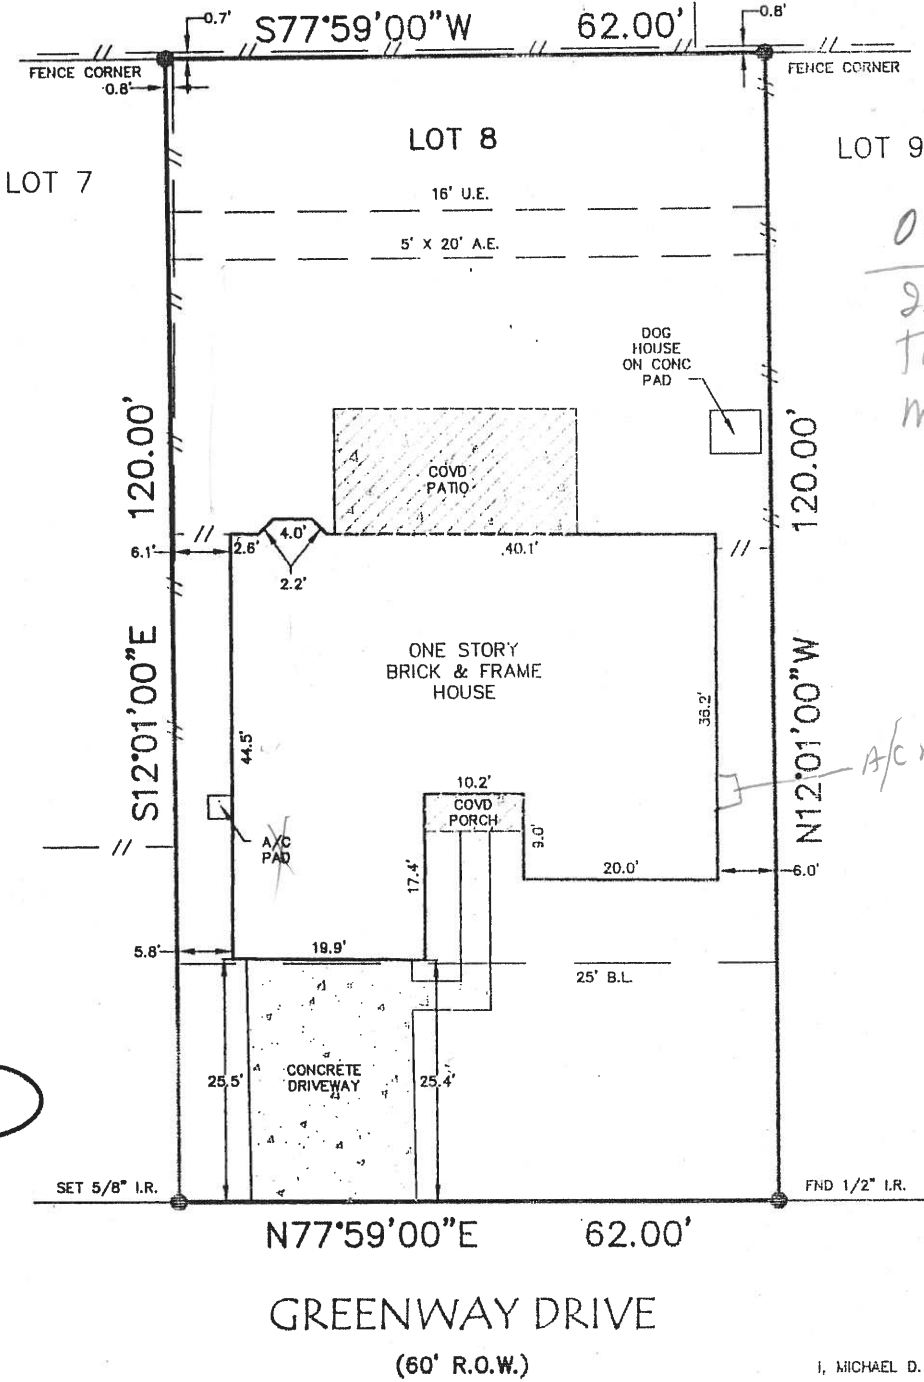 0.7'
S77°59'00"W 62.00'
0.8'
FENCE CORNER
FENCE CORNER
0.8'
LOT 8
LOT 7
LOT 9
16' U.E.
5' X 20' A.E.
DOG
HOUSE
ON CONC
PAD
120.00'
120.00'
COVD
PATIO
6.1'
2.6'
4.0'
40.1'
2.2'
ONE STORY
BRICK & FRAME
HOUSE
S12°01'00"E
N12°01'00"W
44.5'
A/C
10.2'
COVD
PORCH
A/C
PAD
9.0'
17.4'
20.0'
6.0'
5.8'
19.9'
25' B.L.
25.5'
CONCRETE
DRIVEWAY
25.4'
SET 5/8" I.R.
FND 1/2" I.R.
N77°59'00"E 62.00'
GREENWAY DRIVE
(60' R.O.W.)
I, MICHAEL D.